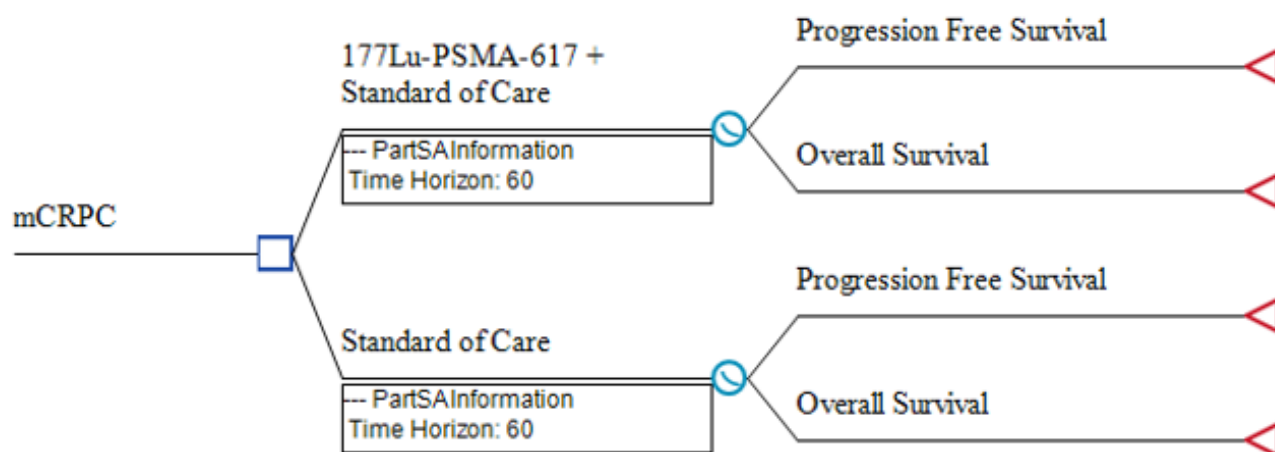 mCRPC
177Lu-PSMA-617 +
Standard of Care
--- PartSAInformation
Time Horizon: 60
Progression Free Survival
Overall Survival
Standard of Care
--- PartSAInformation
Time Horizon: 60
Progression Free Survival
Overall Survival